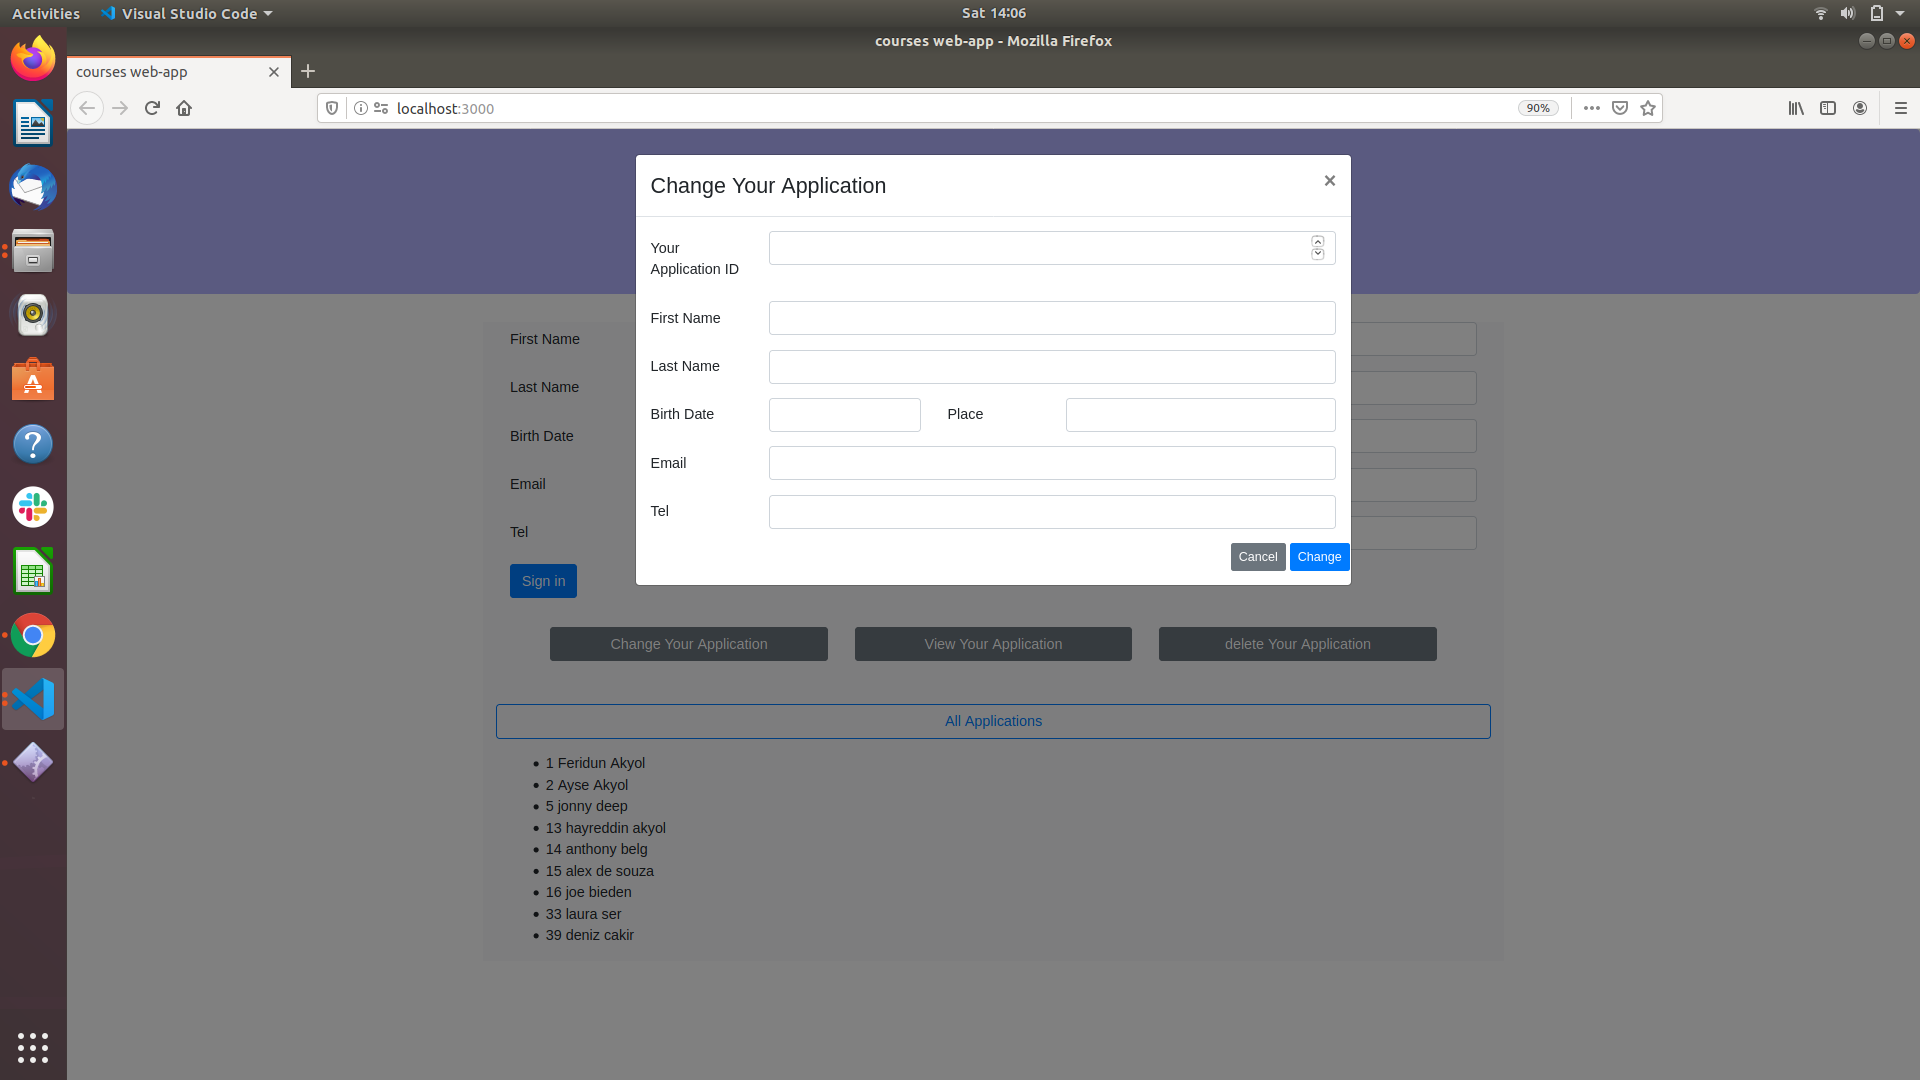 Activities Visual Studio Code Sat 14:06
courses web-app - Mozilla Firefox
courses web-app
localhost:3000 90%
Change Your Application ×
Your
Application ID
First Name
Last Name
Birth Date Place
Email
Tel
Cancel Change
First Name
Last Name
Birth Date
Email
Tel
Sign in
Change Your Application View Your Application delete Your Application
All Applications
• 1 Feridun Akyol
• 2 Ayse Akyol
• 5 jonny deep
• 13 hayreddin akyol
• 14 anthony belg
• 15 alex de souza
• 16 joe bieden
• 33 laura ser
• 39 deniz cakir